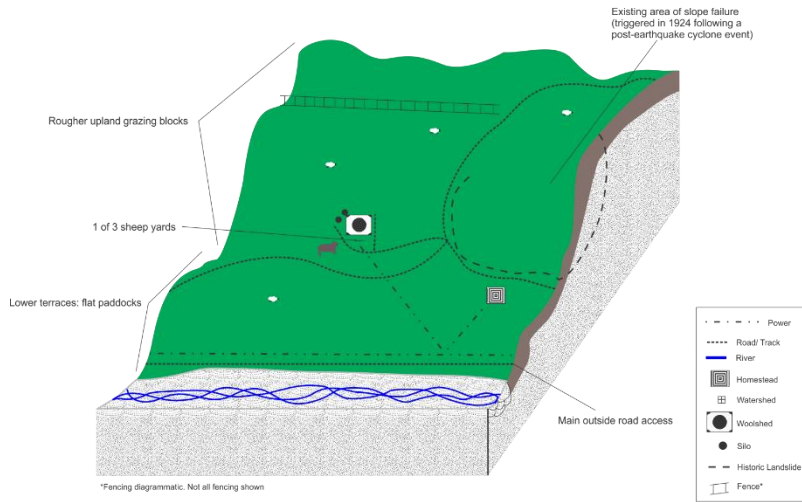 Existing area of slope failure
(triggered in 1924 following a
post-earthquake cyclone event)
Rougher upland grazing blocks
1 of 3 sheep yards
Lower terraces: flat paddocks
Main outside road access
Power
Road/ Track
River
Homestead
Watershed
Woolshed
Silo
Historic Landslide
Fence*
*Fencing diagrammatic. Not all fencing shown